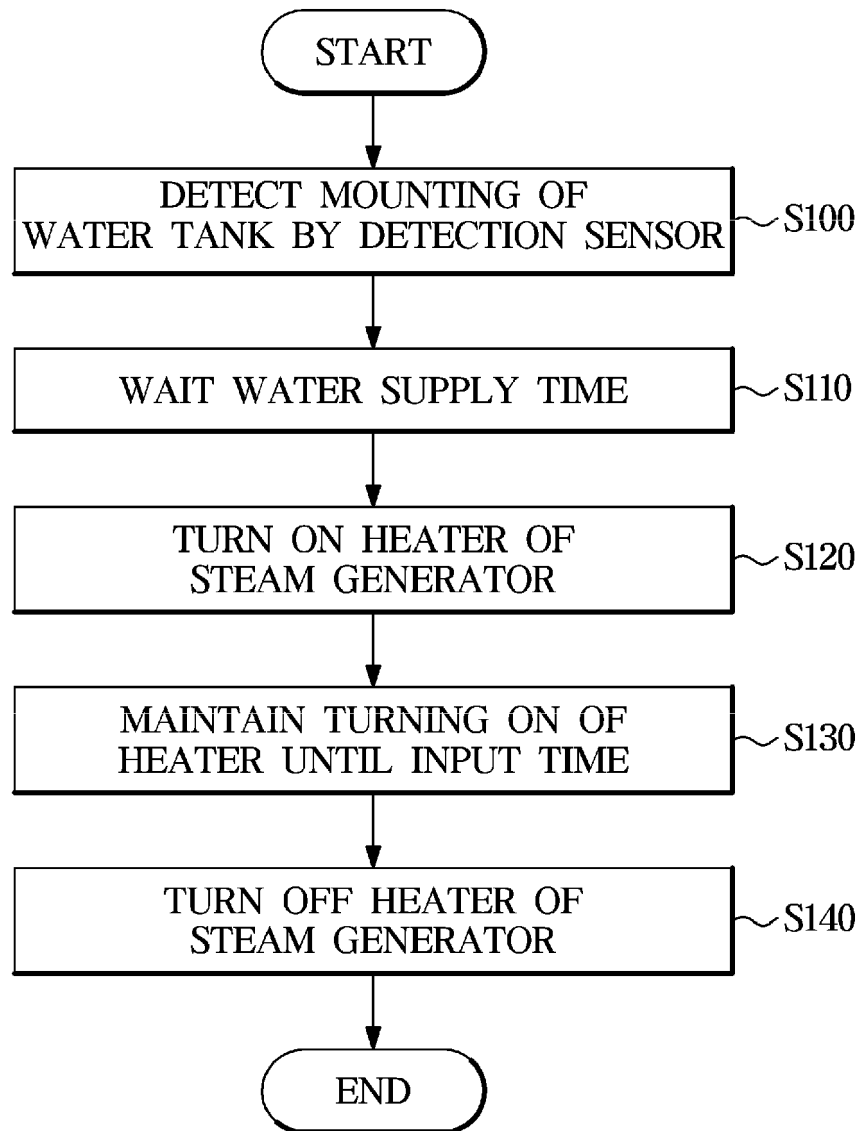 START
DETECT MOUNTING OF
WATER TANK BY DETECTION SENSOR
S100
WAIT WATER SUPPLY TIME
S110
TURN ON HEATER OF
STEAM GENERATOR
S120
MAINTAIN TURNING ON OF
HEATER UNTIL INPUT TIME
S130
TURN OFF HEATER OF
STEAM GENERATOR
S140
END